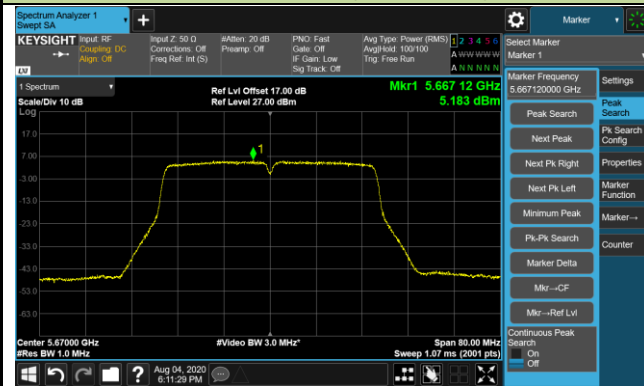 Spectrum Analyzer 1
Swept SA
+
Marker
KEYSIGHT
Input: RF
Coupling: DC
Align: Off
Input Z: 50 Ω
Corrections: Off
Freq Ref: Int (S)
#Atten: 20 dB
Preamp: Off
PNO: Fast
Gate: Off
IF Gain: Low
Sig Track: Off
Avg Type: Power (RMS)
Avg|Hold: 100/100
Trig: Free Run
1 2 3 4 5 6
A W W W W W
A N N N N N
LXI
Select Marker
Marker 1
1 Spectrum
Scale/Div 10 dB
Log
Ref Lvl Offset 17.00 dB
Ref Level 27.00 dBm
Mkr1 5.667 12 GHz
5.183 dBm
17.0
7.00
-3.00
-13.0
-23.0
-33.0
-43.0
-53.0
-63.0
1
Center 5.67000 GHz
#Res BW 1.0 MHz
#Video BW 3.0 MHz*
Span 80.00 MHz
Sweep 1.07 ms (2001 pts)
Marker Frequency
5.667120000 GHz
Peak Search
Next Peak
Next Pk Right
Next Pk Left
Minimum Peak
Pk-Pk Search
Marker Delta
Mkr→CF
Mkr→Ref Lvl
Continuous Peak
Search
On
Off
Settings
Peak
Search
Pk Search
Config
Properties
Marker
Function
Marker→
Counter
?
Aug 04, 2020
6:11:29 PM